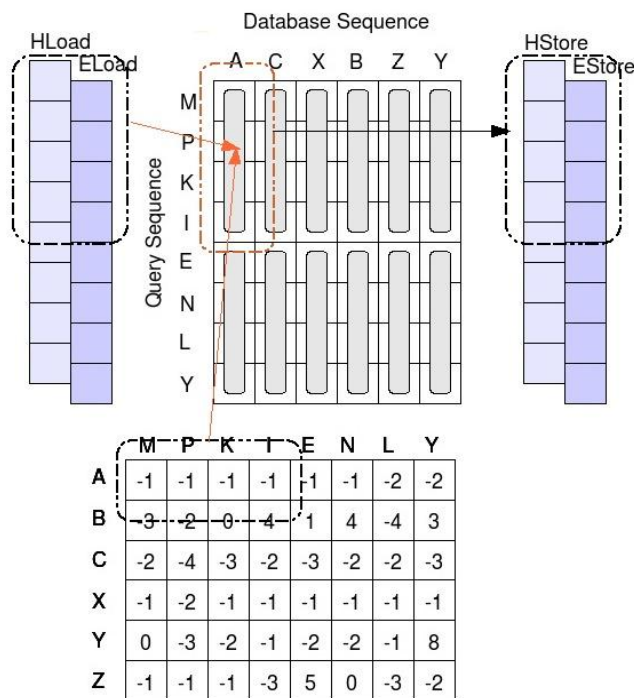 Database Sequence
HLoad
ELoad
HStore
EStore
A C X B Z Y
Query Sequence
M
P
K
I
E
N
L
Y
M P K I E N L Y
A -1 -1 -1 -1 -1 -1 -2 -2
B -3 -2 0 4 1 4 -4 3
C -2 -4 -3 -2 -3 -2 -2 -3
X -1 -2 -1 -1 -1 -1 -1 -1
Y 0 -3 -2 -1 -2 -2 -1 8
Z -1 -1 -1 -3 5 0 -3 -2